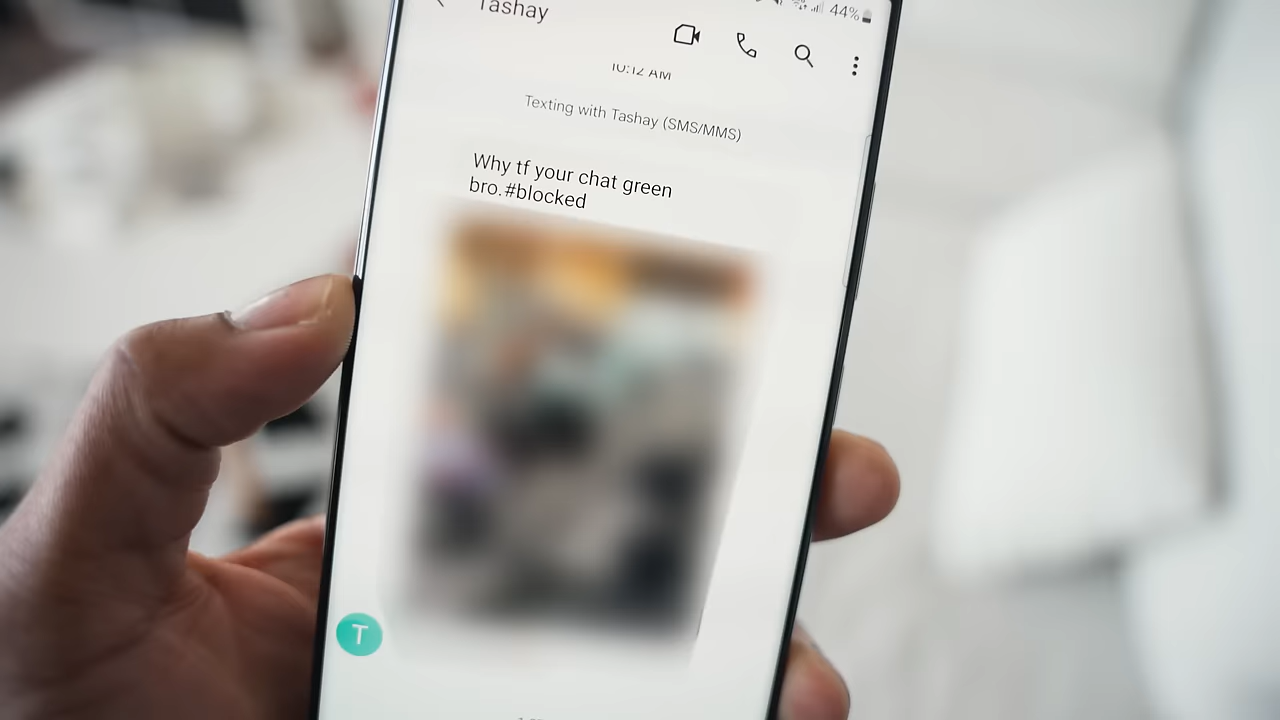 Tashay
44%
10:12 AM
Texting with Tashay (SMS/MMS)
Why tf your chat green
bro.#blocked
T